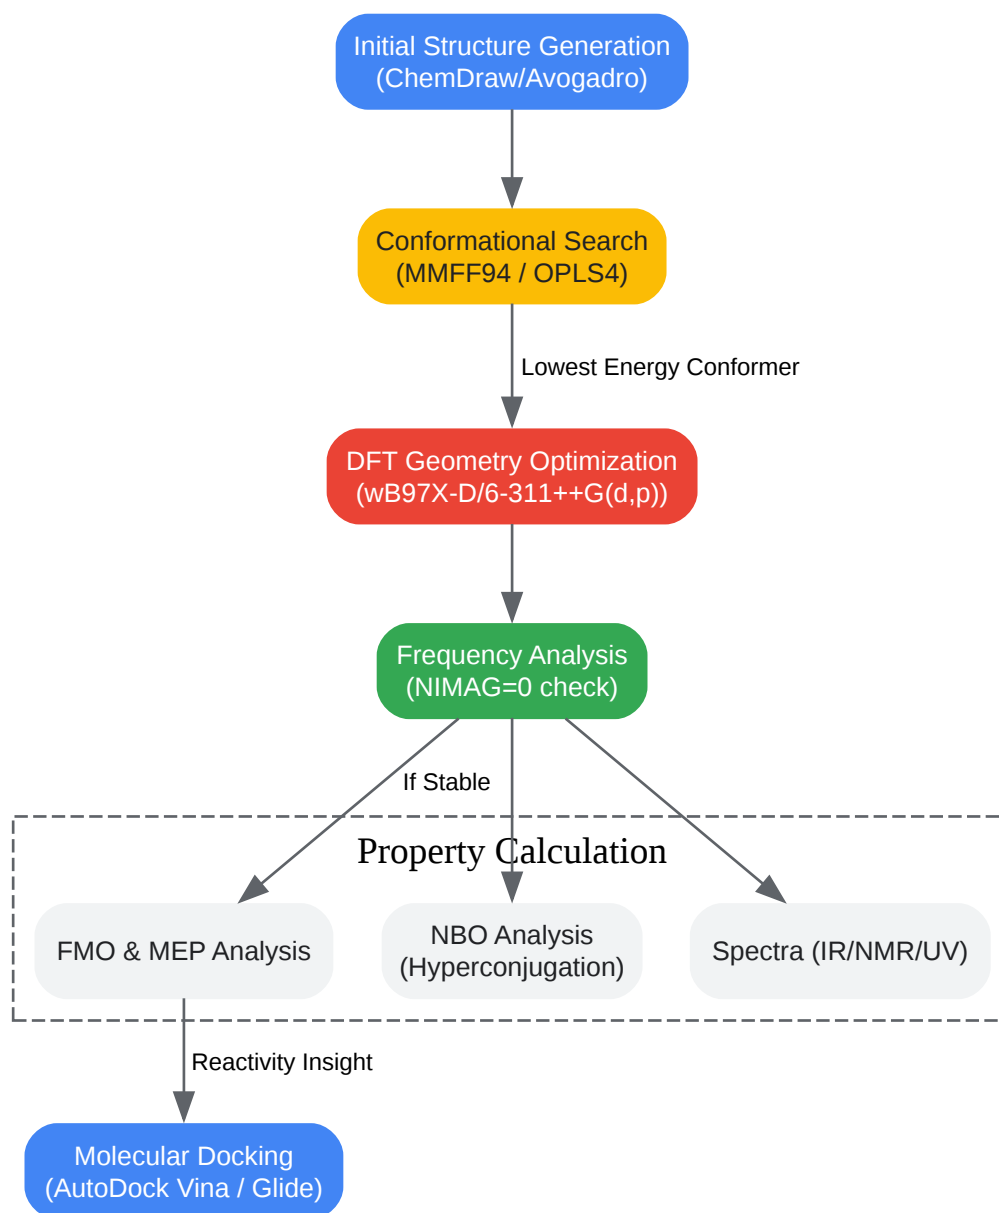 Initial Structure Generation
(ChemDraw/Avogadro)
Conformational Search
(MMFF94 / OPLS4)
Lowest Energy Conformer
DFT Geometry Optimization
(wB97X-D/6-311++G(d,p))
Frequency Analysis
(NIMAG=0 check)
If Stable
Property Calculation
FMO & MEP Analysis
NBO Analysis
(Hyperconjugation)
Spectra (IR/NMR/UV)
Reactivity Insight
Molecular Docking
(AutoDock Vina / Glide)